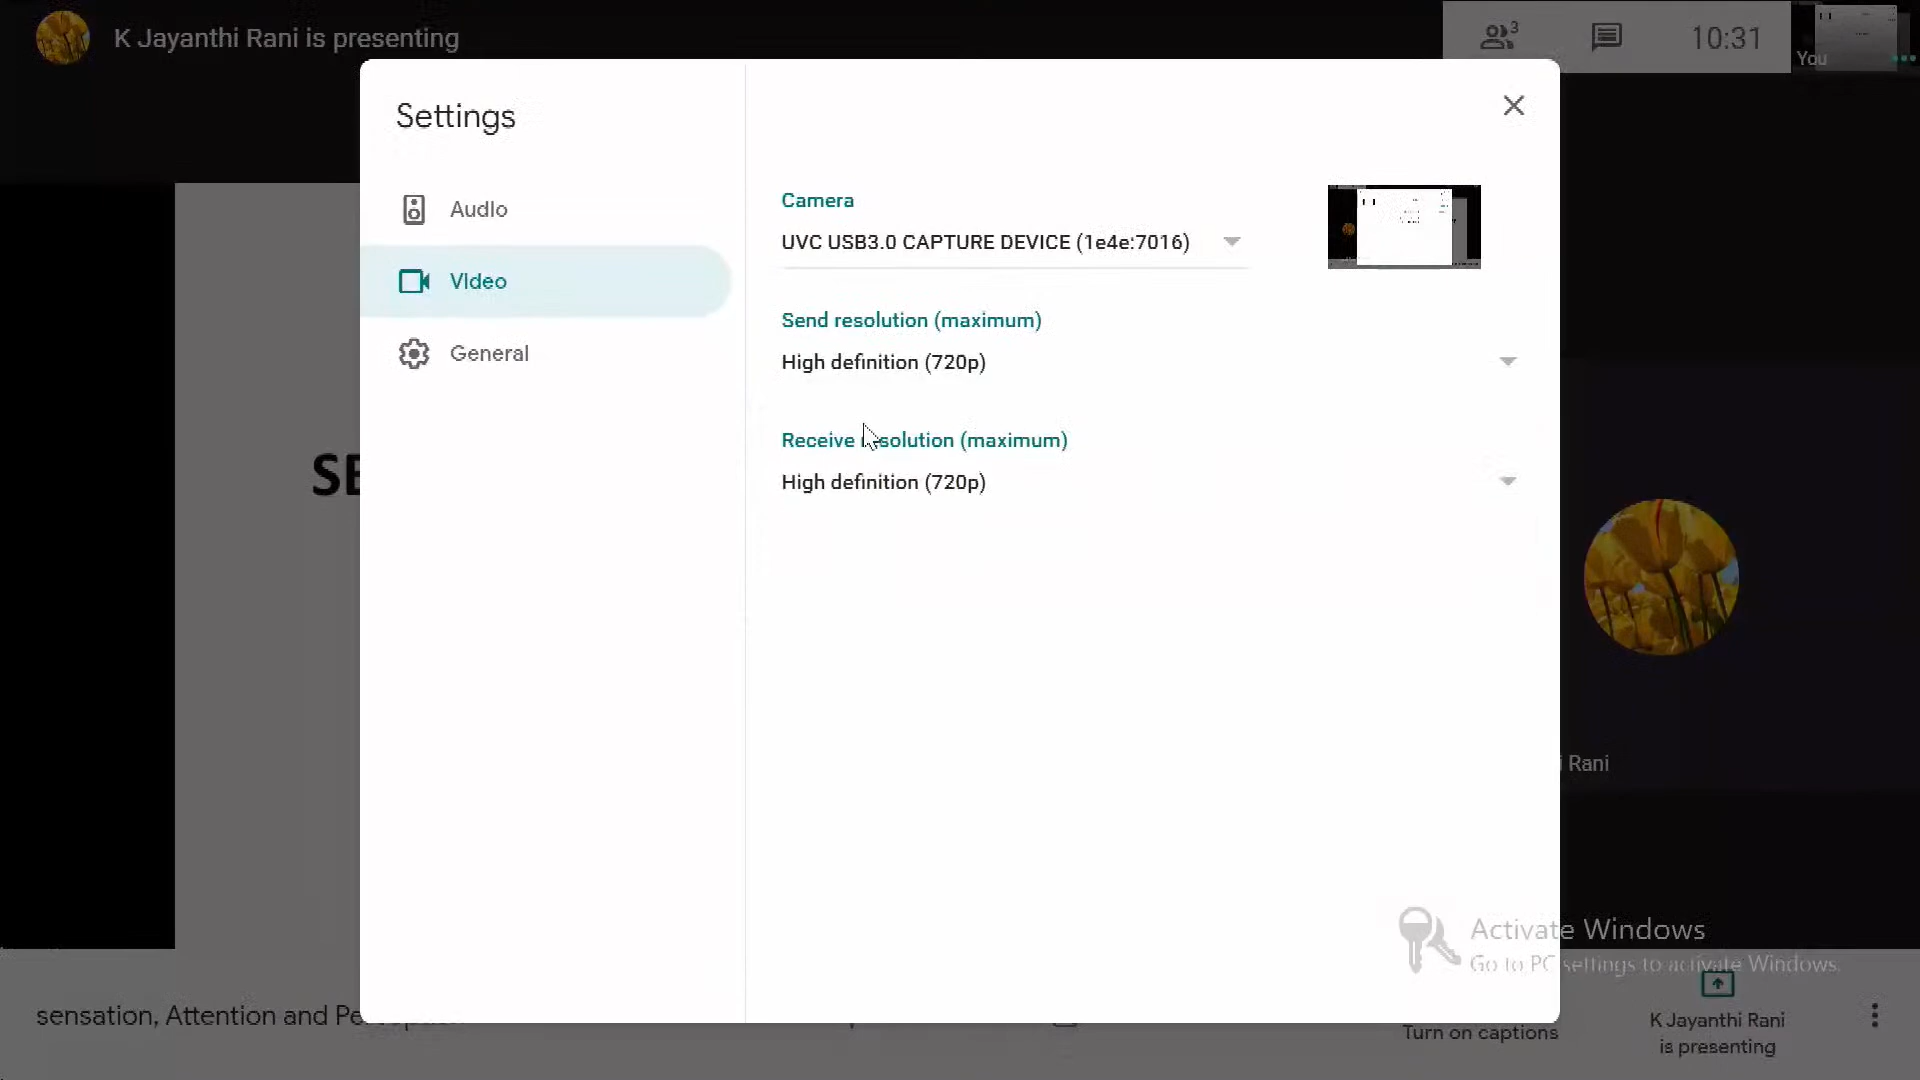 K Jayanthi Rani is presenting
3
10:31
You
Settings
Audio
Video
General
Camera
UVC USB3.0 CAPTURE DEVICE (1e4e:7016)
Send resolution (maximum)
High definition (720p)
Receive resolution (maximum)
High definition (720p)
SE
i Rani
Activate Windows
Go to PC settings to activate Windows.
sensation, Attention and
Turn on captions
K Jayanthi Rani
is presenting